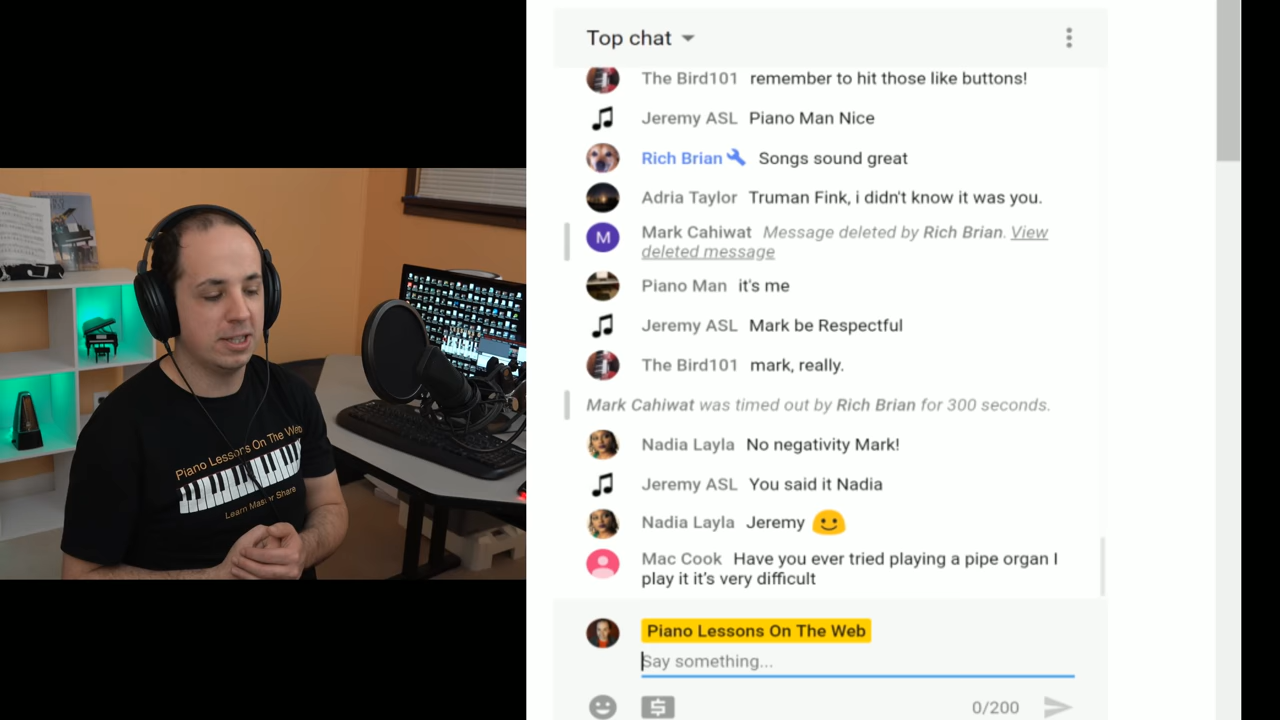 Top chat
The Bird101 remember to hit those like buttons!
Jeremy ASL Piano Man Nice
Rich Brian Songs sound great
Adria Taylor Truman Fink, i didn't know it was you.
M
Mark Cahiwat Message deleted by Rich Brian. View
deleted message
Piano Man it's me
Jeremy ASL Mark be Respectful
The Bird101 mark, really.
Mark Cahiwat was timed out by Rich Brian for 300 seconds.
Nadia Layla No negativity Mark!
Jeremy ASL You said it Nadia
Nadia Layla Jeremy
Mac Cook Have you ever tried playing a pipe organ I
play it it's very difficult
Piano Lessons On The Web
Say something...
$
0/200
Piano Lessons On The Web
Learn Master Share